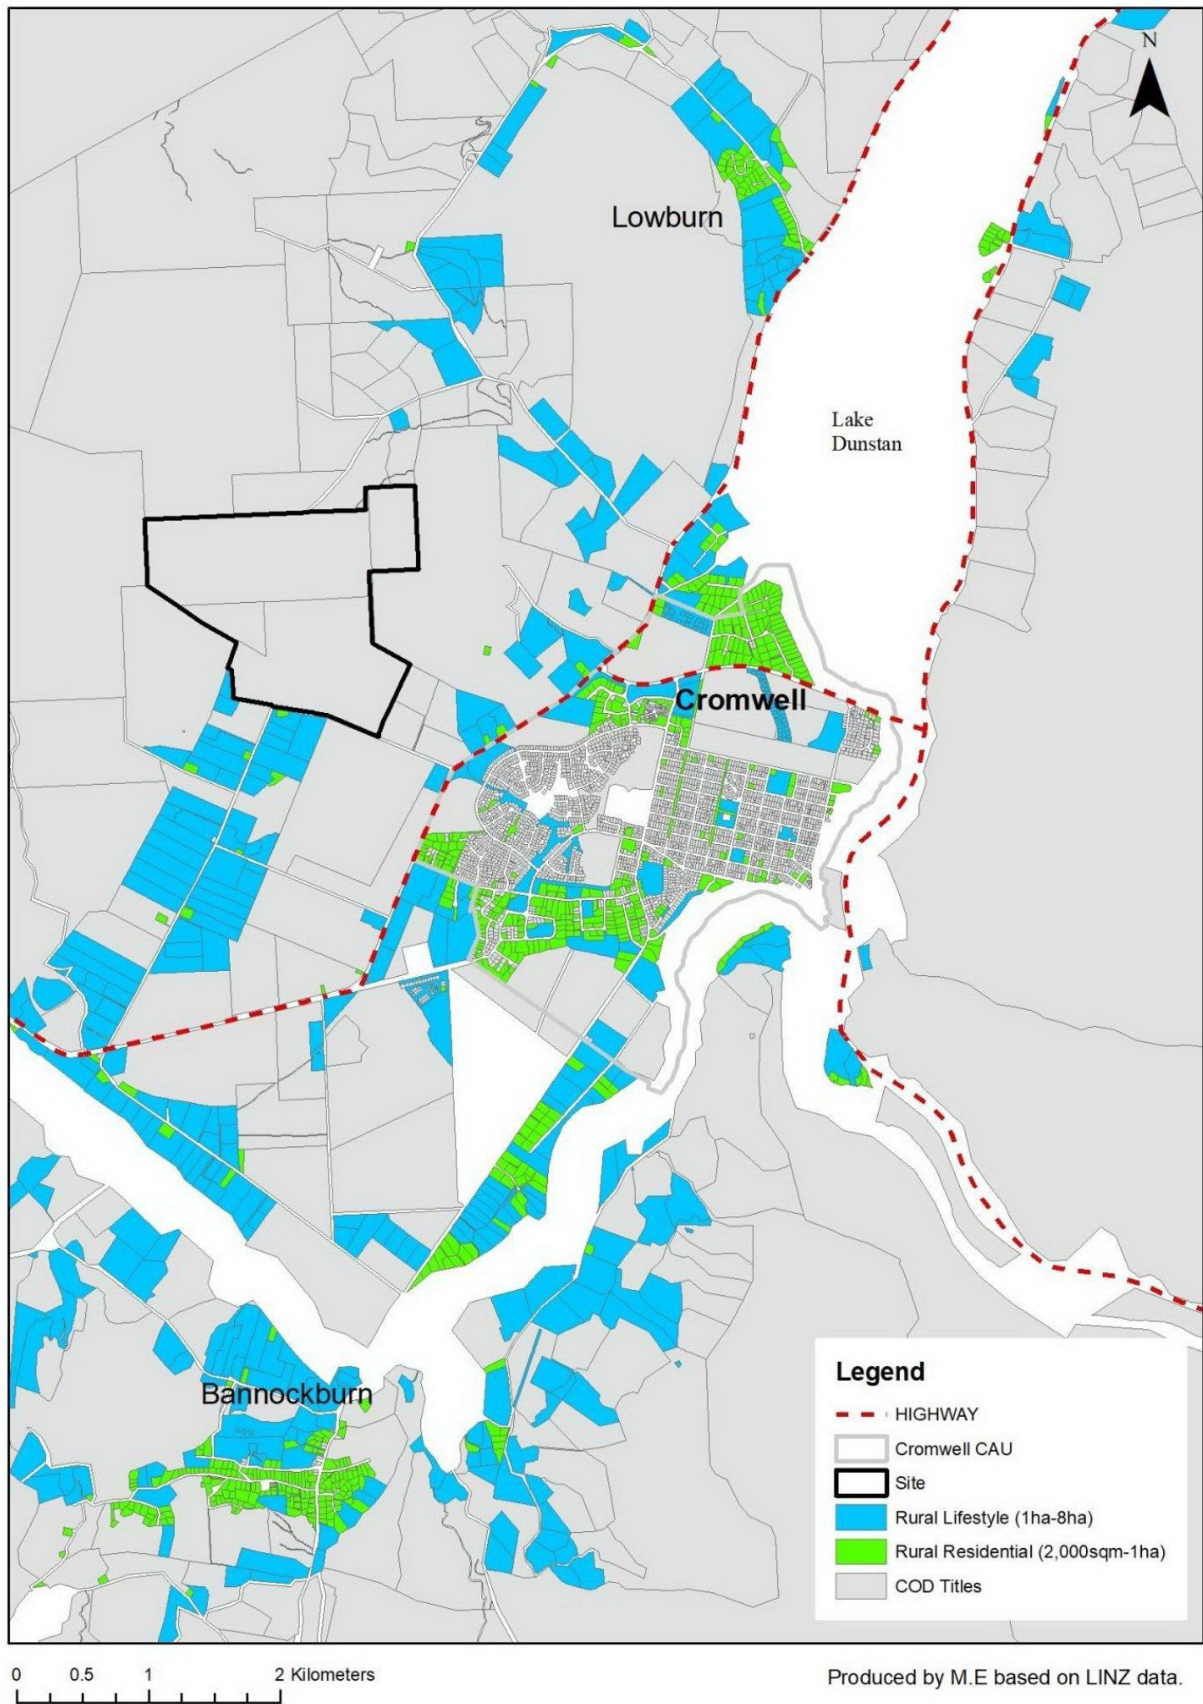 N
Lowburn
Lake
Dunstan
Cromwell
Bannockburn
Legend
HIGHWAY
Cromwell CAU
Site
Rural Lifestyle (1ha-8ha)
Rural Residential (2,000sqm-1ha)
COD Titles
0 0.5 1 2 Kilometers
Produced by M.E based on LINZ data.